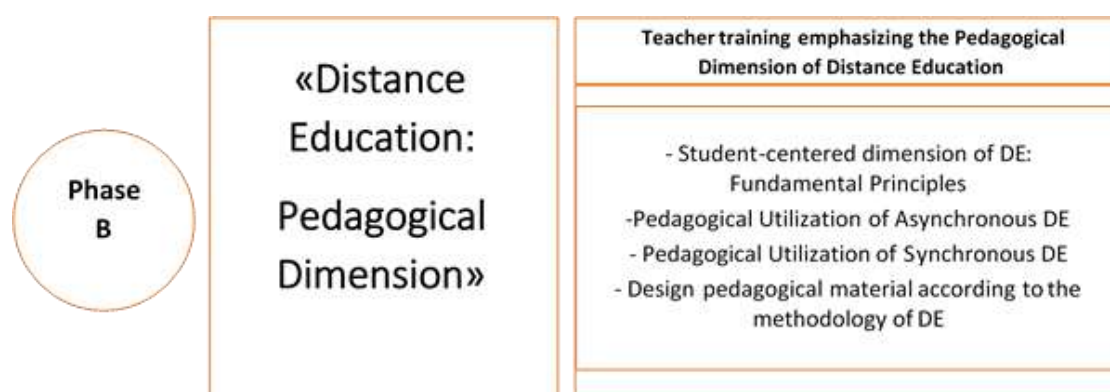 Phase
B
«Distance
Education:
Pedagogical
Dimension»
Teacher training emphasizing the Pedagogical
Dimension of Distance Education
- Student-centered dimension of DE:
Fundamental Principles
-Pedagogical Utilization of Asynchronous DE
- Pedagogical Utilization of Synchronous DE
- Design pedagogical material according to the
methodology of DE